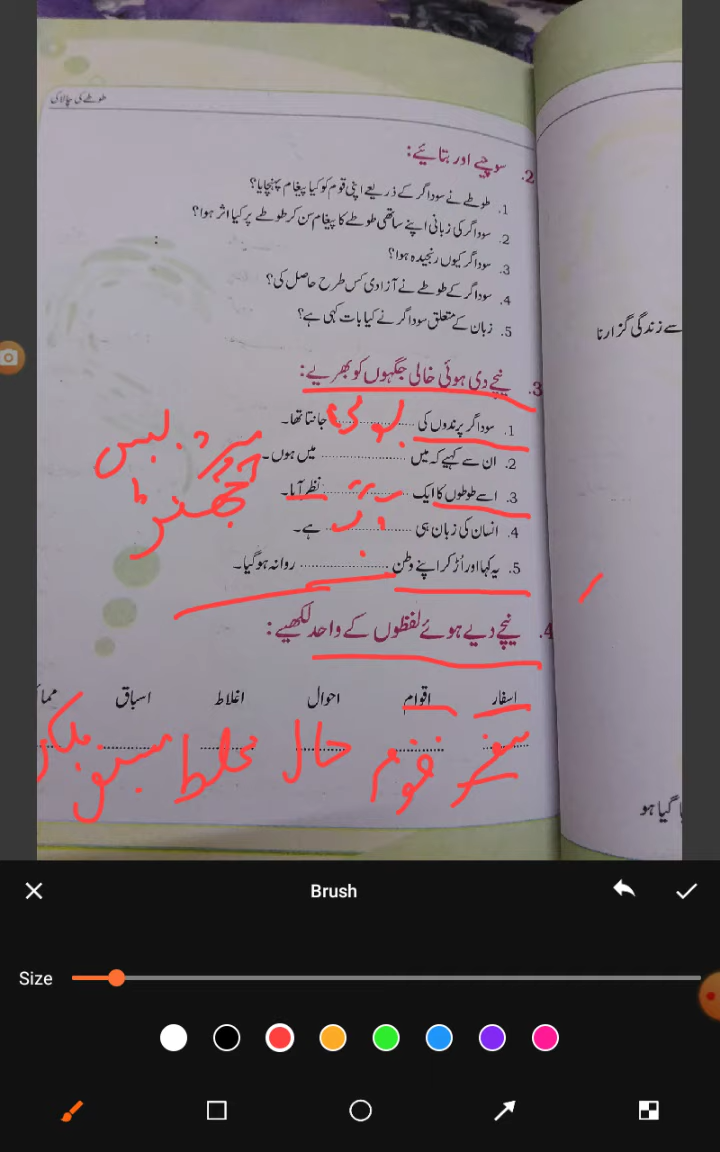 طوطے کی چالاکی
2. سوچیے اور بتائیے:
1. طوطے نے سوداگر کے ذریعے اپنی قوم کو کیا پیغام پہنچایا؟
2. سوداگر کی زبانی اپنے ساتھی طوطے کا پیغام سن کر طوطے پر کیا اثر ہوا؟
3. سوداگر کیوں رنجیدہ ہوا؟
4. سوداگر کے طوطے نے آزادی کس طرح حاصل کی؟
5. زبان کے متعلق سوداگر نے کیا بات کہی ہے؟
سے زندگی گزارنا
3. نیچے دی ہوئی خالی جگہوں کو بھریے:
1. سوداگر پرندوں کی .......... بولی جانتا تھا۔
2. ان سے کہیے کہ میں .......... میں ہوں۔
3. اسے طوطوں کا ایک .......... نظر آیا۔
جھنڈ
4. انسان کی زبان ہی .......... ہے۔
5. یہ کہا اور اُڑ کر اپنے وطن .......... روانہ ہو گیا۔
4. نیچے دیے ہوئے لفظوں کے واحد لکھیے:
اسفار اقوام احوال اغلاط اسباق مما
سفر قوم حال غلط سبق
گیا ہو
Brush
Size